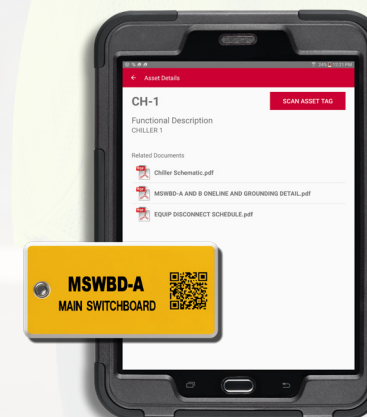 ← Asset Details
CH-1
SCAN ASSET TAG
Functional Description
CHILLER 1
Related Documents
Chiller Schematic.pdf
MSWBD-A AND B ONELINE AND GROUNDING DETAIL.pdf
EQUIP DISCONNECT SCHEDULE.pdf
MSWBD-A
MAIN SWITCHBOARD